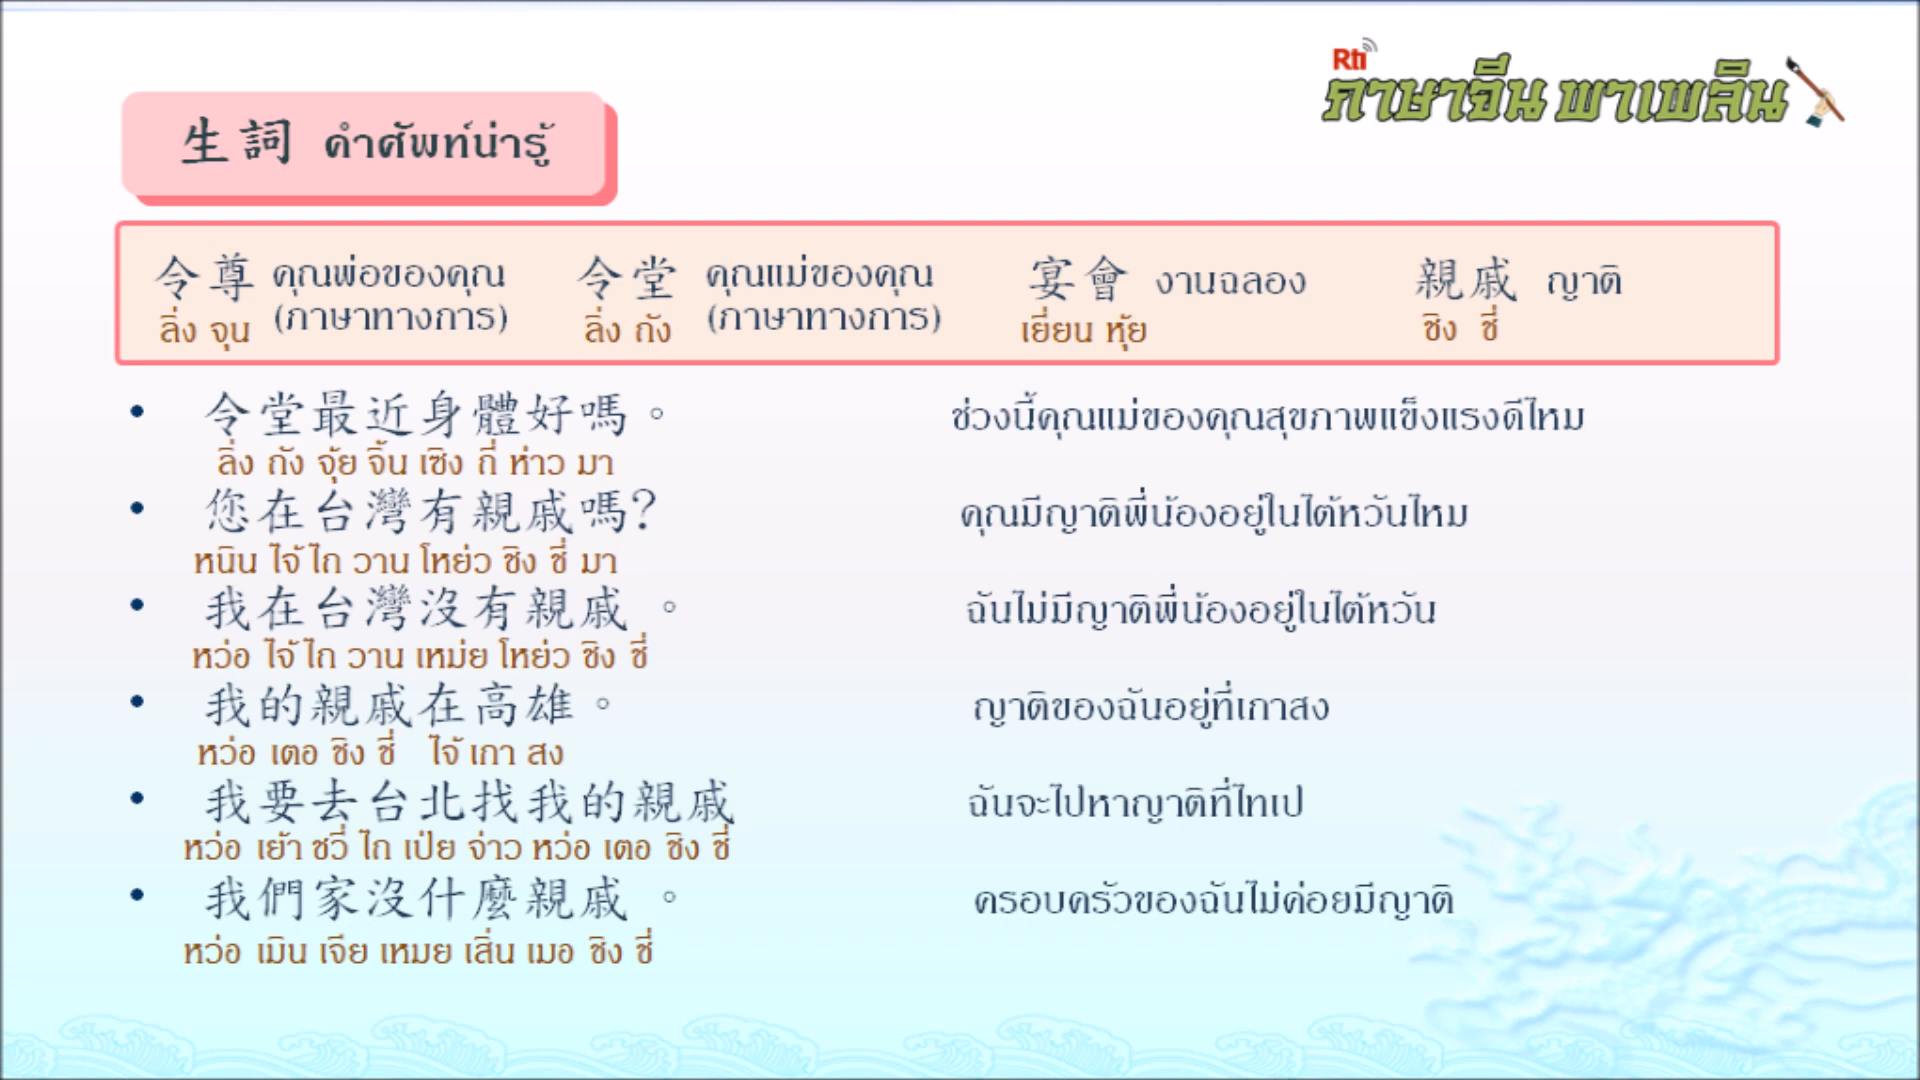 Rti
ภาษาจีน พาเพลิน
生詞 คำศัพท์น่ารู้
令尊 คุณพ่อของคุณ 令堂 คุณแม่ของคุณ 宴會 งานฉลอง 親戚 ญาติ
ลิ่ง จุน (ภาษาทางการ) ลิ่ง ถัง (ภาษาทางการ) เยี่ยน หุ้ย ชิง ชี่
• 令堂最近身體好嗎。 ช่วงนี้คุณแม่ของคุณสุขภาพแข็งแรงดีไหม
ลิ่ง ถัง จุ้ย จิ้น เซิง ถี่ ห่าว มา
• 您在台灣有親戚嗎? คุณมีญาติพี่น้องอยู่ในไต้หวันไหม
หนิน ไจ้ ไถ วาน โหย่ว ชิง ชี่ มา
• 我在台灣沒有親戚 。 ฉันไม่มีญาติพี่น้องอยู่ในไต้หวัน
หว่อ ไจ้ ไถ วาน เหม่ย โหย่ว ชิง ชี่
• 我的親戚在高雄。 ญาติของฉันอยู่ที่เกาสง
หว่อ เตอ ชิง ชี่ ไจ้ เกา สง
• 我要去台北找我的親戚 ฉันจะไปหาญาติที่ไทเป
หว่อ เย้า ชวี่ ไถ เป่ย จ่าว หว่อ เตอ ชิง ชี่
• 我們家沒什麼親戚 。 ครอบครัวของฉันไม่ค่อยมีญาติ
หว่อ เมิน เจีย เหมย เสิ่น เมอ ชิง ชี่